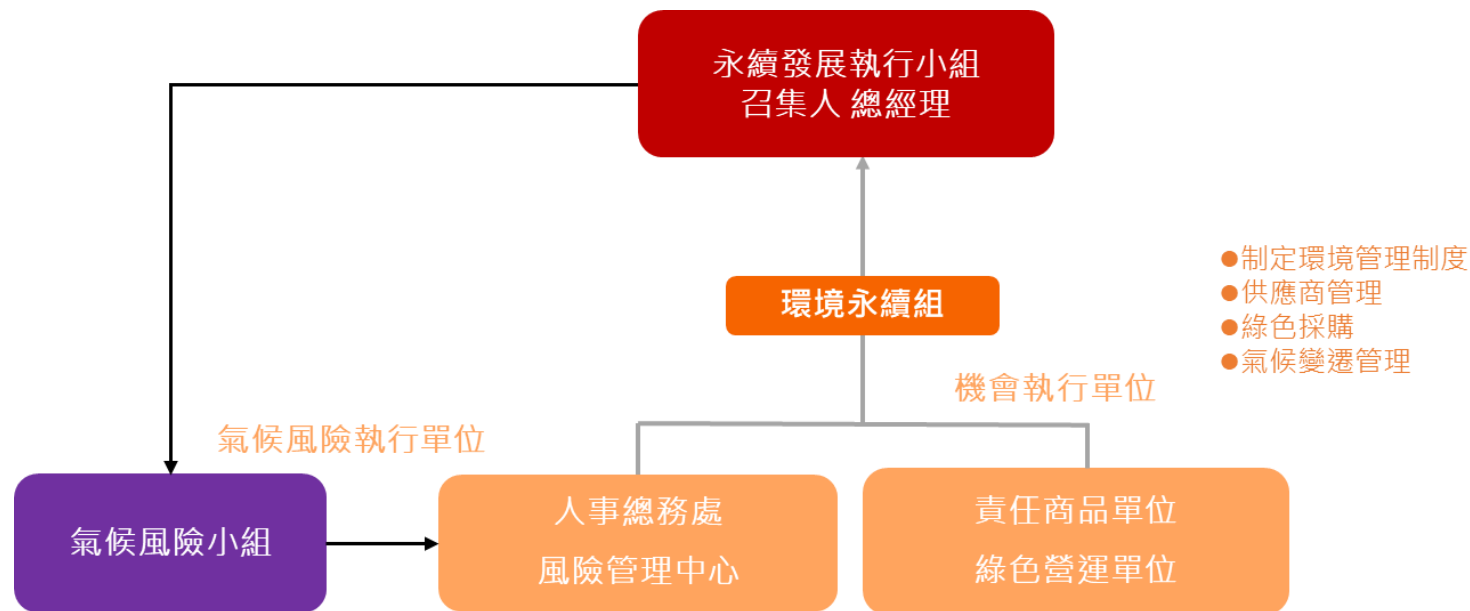 永續發展執行小組
召集人 總經理
環境永續組
●制定環境管理制度
●供應商管理
●綠色採購
●氣候變遷管理
機會執行單位
氣候風險執行單位
氣候風險小組
人事總務處
風險管理中心
責任商品單位
綠色營運單位